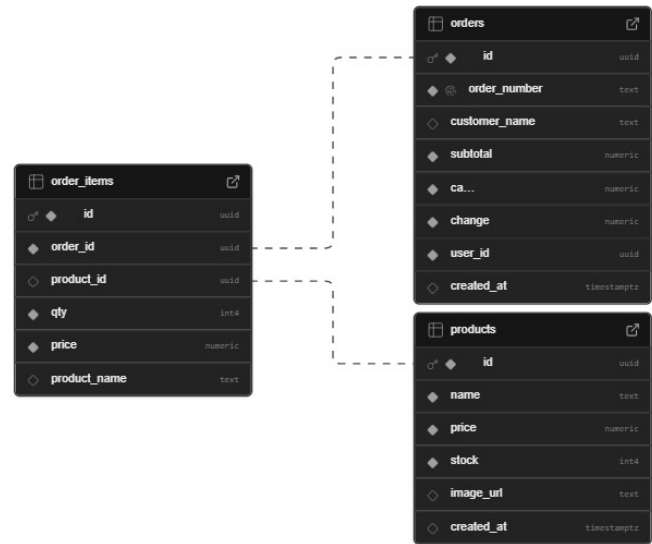 order_items
id uuid
order_id uuid
product_id uuid
qty int4
price numeric
product_name text
orders
id uuid
order_number text
customer_name text
subtotal numeric
ca... numeric
change numeric
user_id uuid
created_at timestamptz
products
id uuid
name text
price numeric
stock int4
image_url text
created_at timestamptz